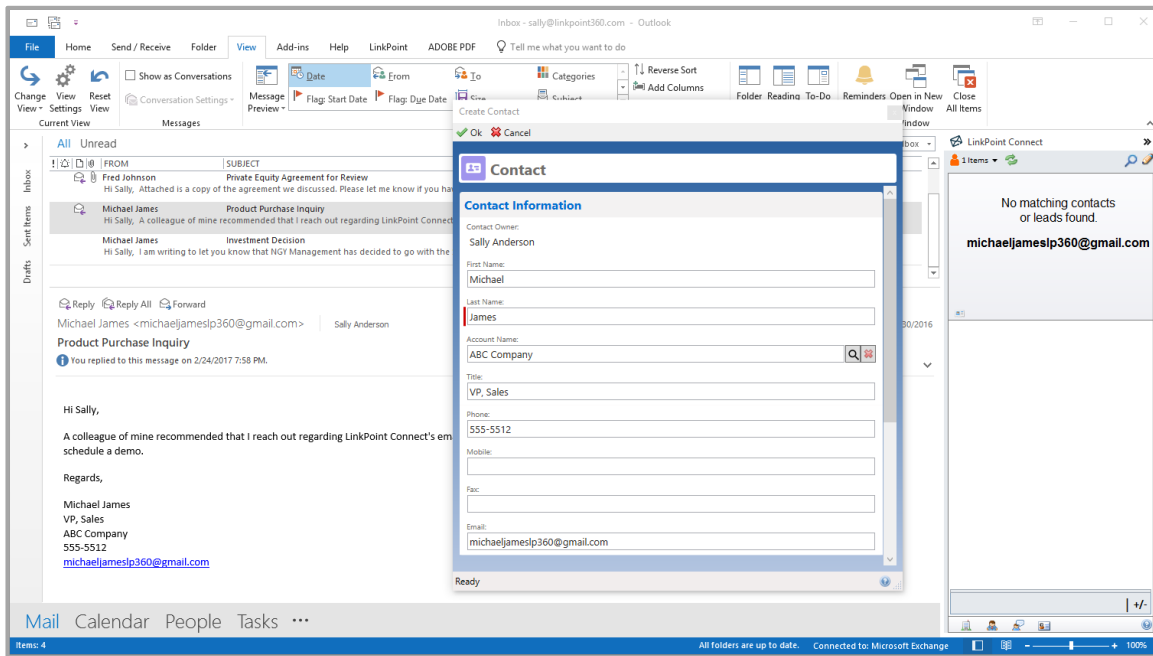 Inbox - sally@linkpoint360.com - Outlook
File Home Send / Receive Folder View Add-ins Help LinkPoint ADOBE PDF Tell me what you want to do
Change View
View Settings
Reset View
Current View
Show as Conversations
Conversation Settings
Messages
Message Preview
Date From To Categories
Flag: Start Date Flag: Due Date Size Subject
Reverse Sort
Add Columns
Folder Reading To-Do Reminders Open in New Window Close All Items
Window
All Unread
FROM SUBJECT
Fred Johnson Private Equity Agreement for Review
Hi Sally, Attached is a copy of the agreement we discussed. Please let me know if you
Michael James Product Purchase Inquiry
Hi Sally, A colleague of mine recommended that I reach out regarding LinkPoint Connect
Michael James Investment Decision
Hi Sally, I am writing to let you know that NGY Management has decided to go with the
Inbox
Sent Items
Drafts
Reply Reply All Forward
Michael James <michaeljameslp360@gmail.com> Sally Anderson
30/2016
Product Purchase Inquiry
You replied to this message on 2/24/2017 7:58 PM.
Hi Sally,
A colleague of mine recommended that I reach out regarding LinkPoint Connect's em
schedule a demo.
Regards,
Michael James
VP, Sales
ABC Company
555-5512
michaeljameslp360@gmail.com
Create Contact
Ok Cancel
Contact
Contact Information
Contact Owner:
Sally Anderson
First Name:
Michael
Last Name:
James
Account Name:
ABC Company
Title:
VP, Sales
Phone:
555-5512
Mobile:
Fax:
Email:
michaeljameslp360@gmail.com
Ready
box
LinkPoint Connect
1 Items
No matching contacts
or leads found.
michaeljameslp360@gmail.com
+/-
Mail Calendar People Tasks •••
Items: 4
All folders are up to date. Connected to: Microsoft Exchange 100%